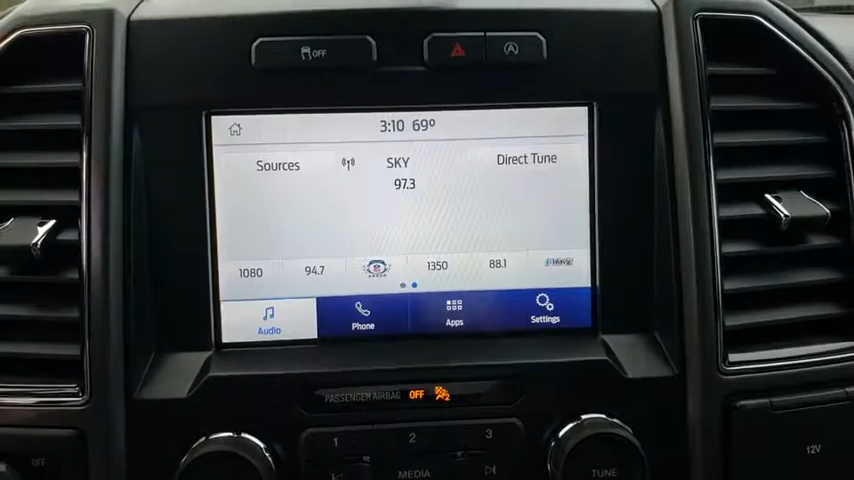 OFF
A
3:10 69°
Sources SKY Direct Tune
97.3
1080 94.7 1350 88.1
Audio Phone Apps Settings
PASSENGER AIRBAG OFF
1 2 3
OFF
MEDIA
TUNE
12V